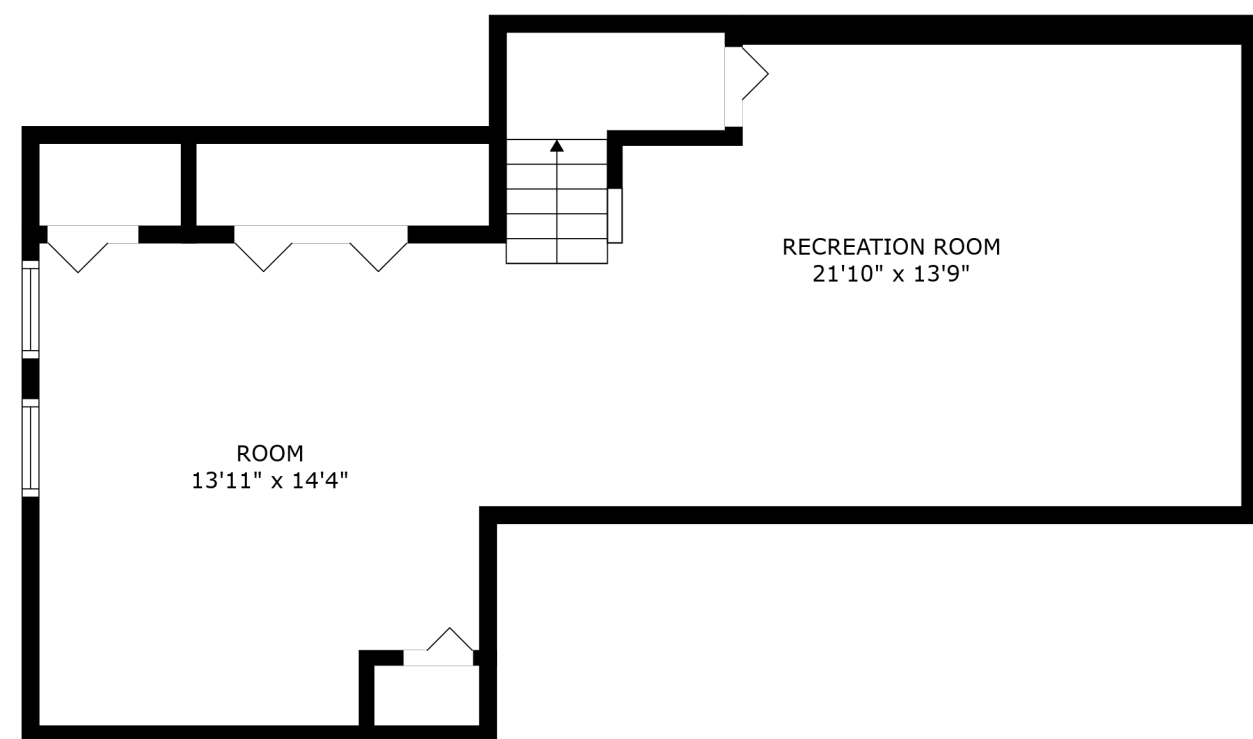 RECREATION ROOM
21'10" x 13'9"
ROOM
13'11" x 14'4"